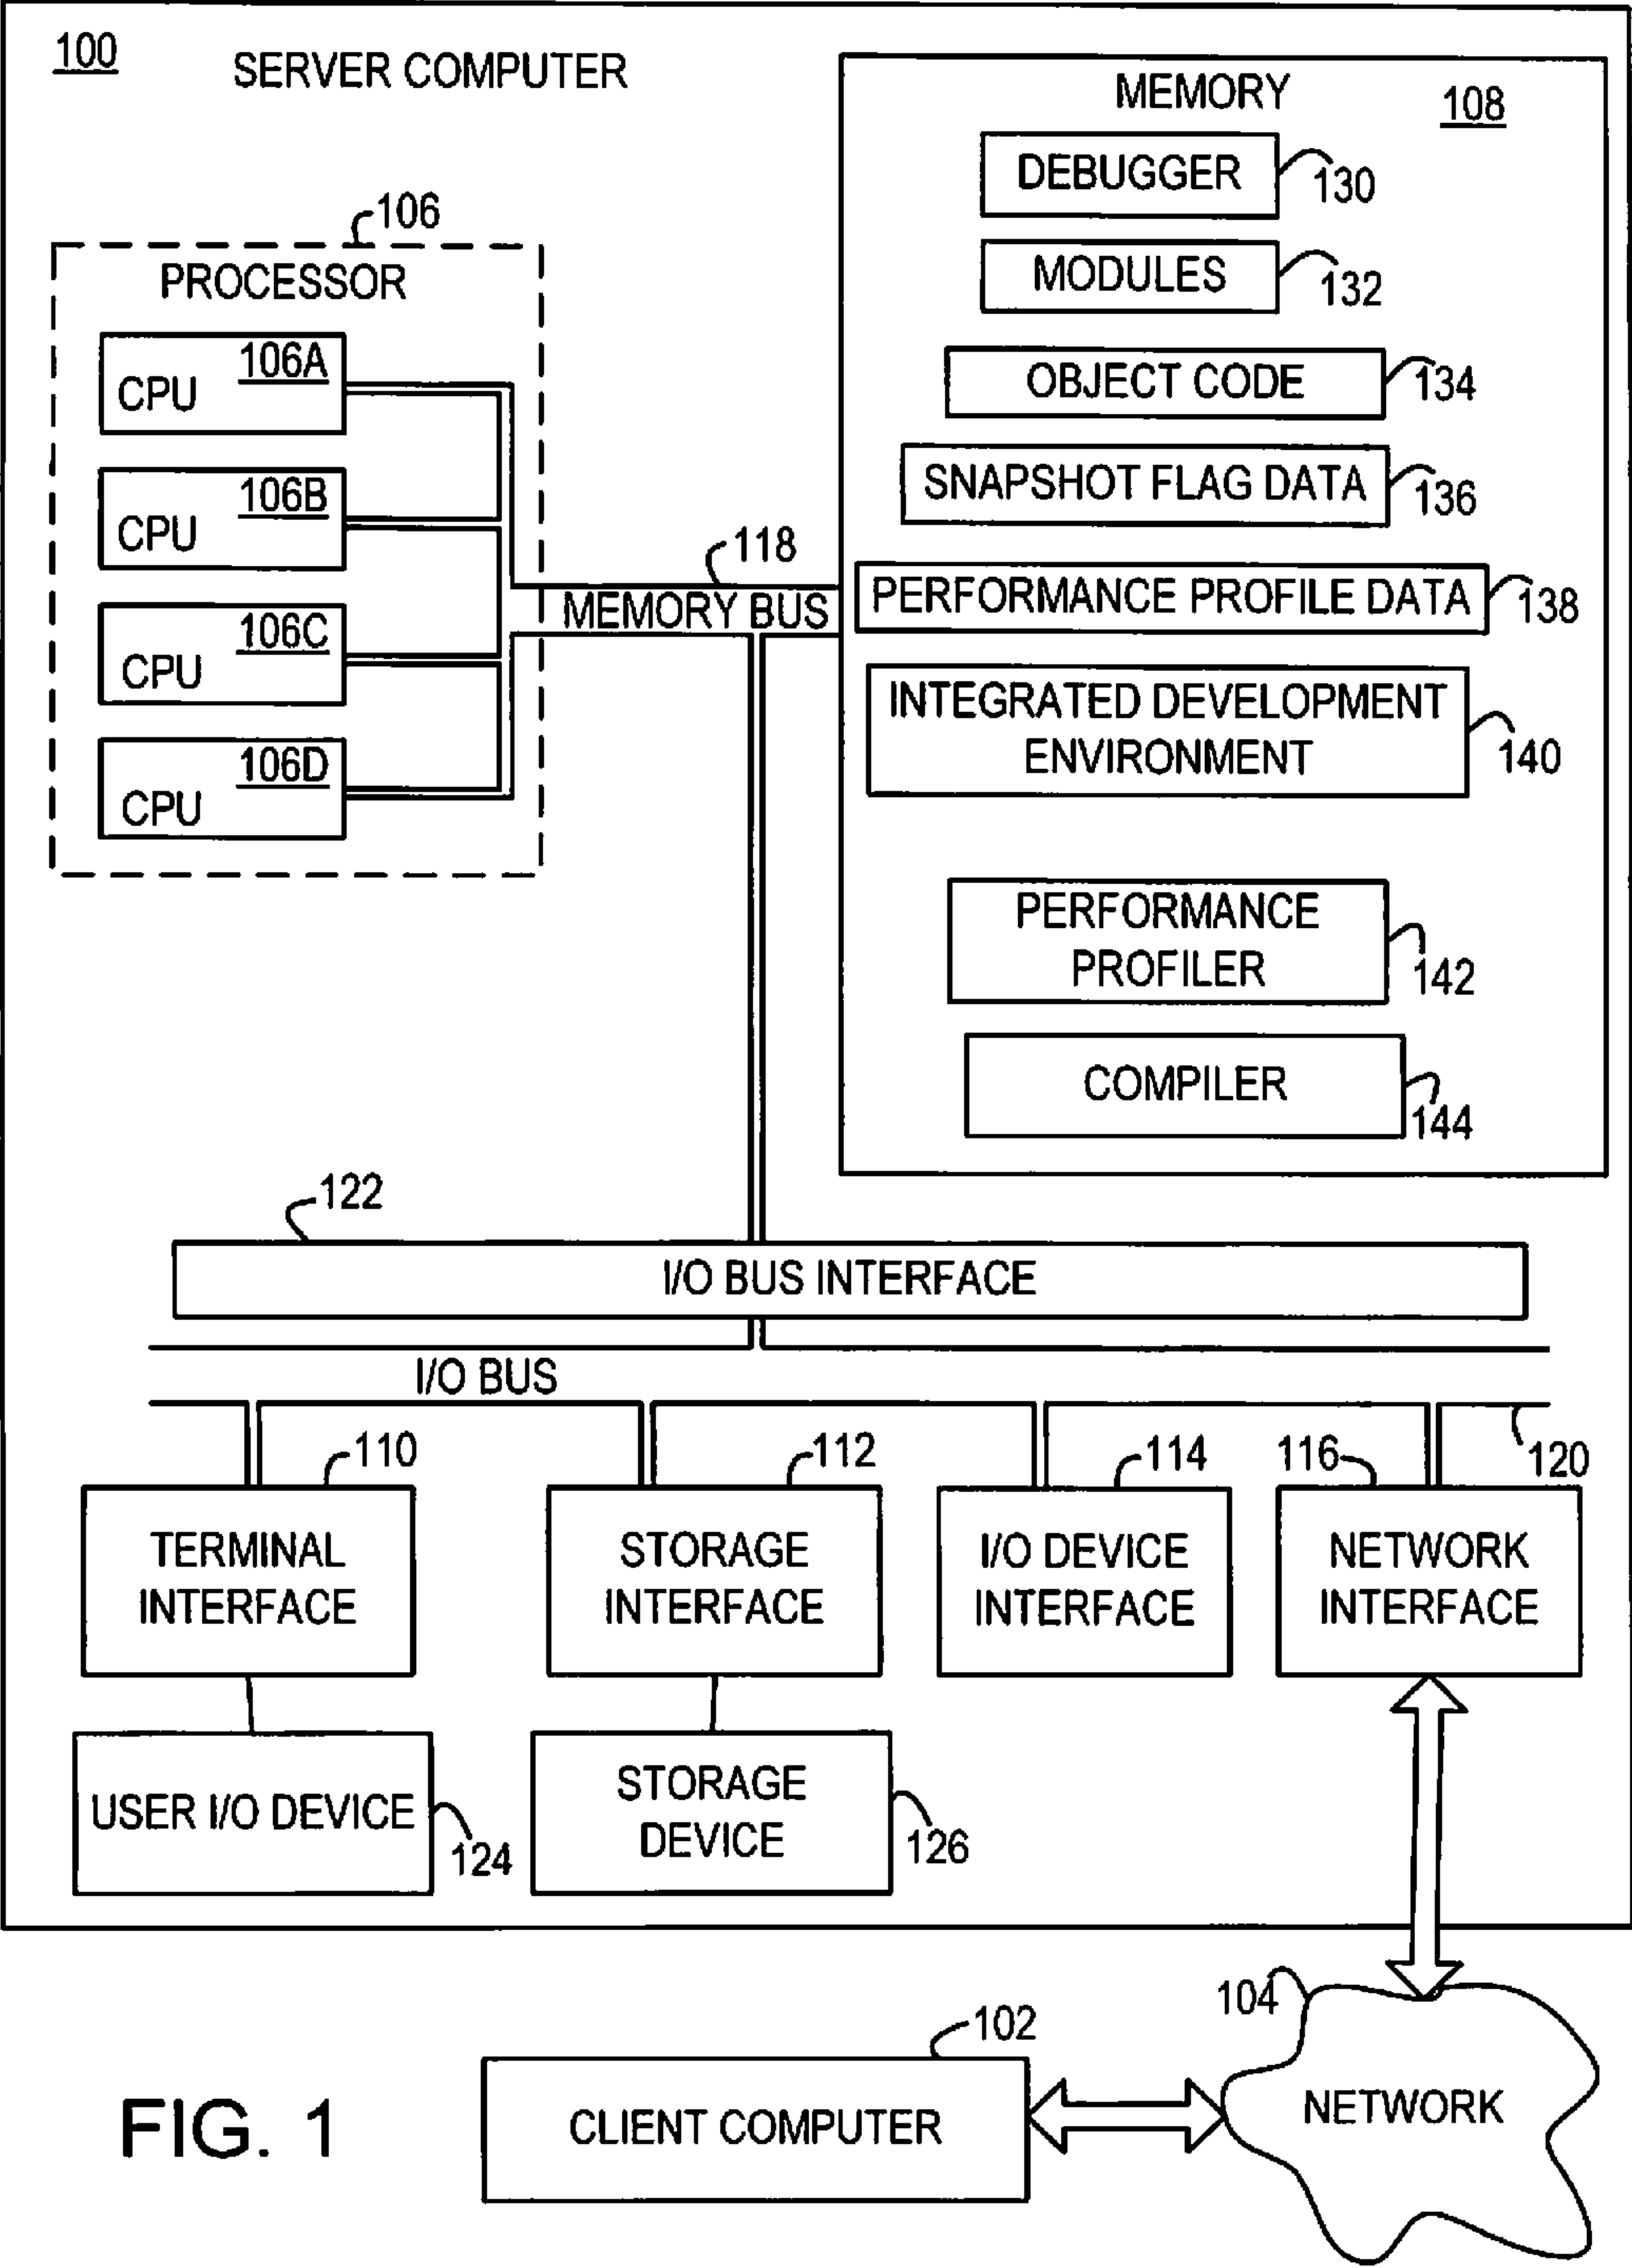 100
SERVER COMPUTER
MEMORY
108
DEBUGGER
130
MODULES
132
OBJECT CODE
134
SNAPSHOT FLAG DATA
136
PERFORMANCE PROFILE DATA
138
INTEGRATED DEVELOPMENT
ENVIRONMENT
140
PERFORMANCE
PROFILER
142
COMPILER
144
106
PROCESSOR
106A
CPU
106B
CPU
106C
CPU
106D
CPU
118
MEMORY BUS
122
I/O BUS INTERFACE
I/O BUS
120
110
TERMINAL
INTERFACE
112
STORAGE
INTERFACE
114
I/O DEVICE
INTERFACE
116
NETWORK
INTERFACE
USER I/O DEVICE
124
STORAGE
DEVICE
126
104
NETWORK
102
CLIENT COMPUTER
FIG. 1